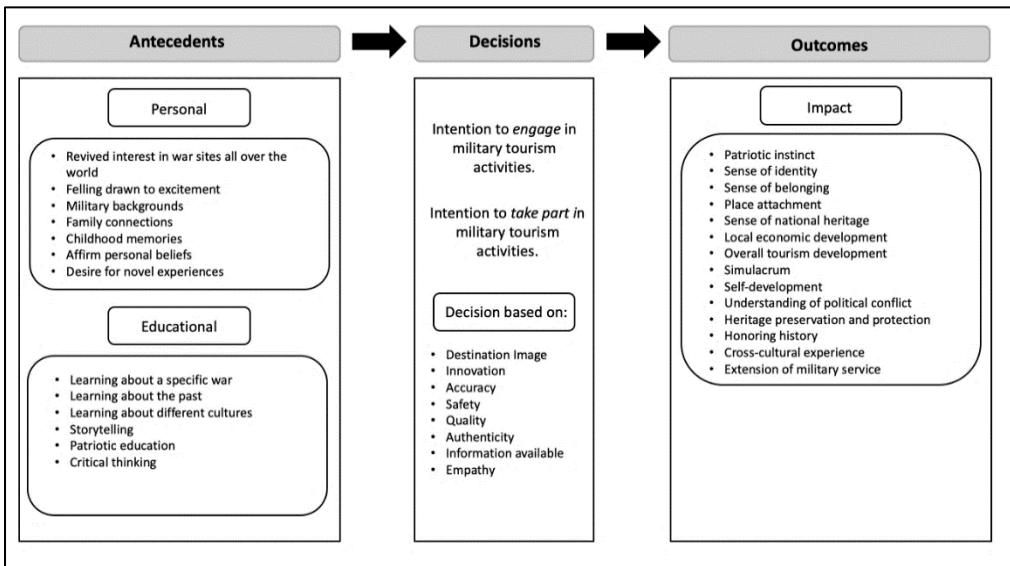 Antecedents
Decisions
Outcomes
Personal
• Revived interest in war sites all over the
world
• Felling drawn to excitement
• Military backgrounds
• Family connections
• Childhood memories
• Affirm personal beliefs
• Desire for novel experiences
Educational
• Learning about a specific war
• Learning about the past
• Learning about different cultures
• Storytelling
• Patriotic education
• Critical thinking
Intention to engage in
military tourism
activities.
Intention to take part in
military tourism
activities.
Decision based on:
• Destination Image
• Innovation
• Accuracy
• Safety
• Quality
• Authenticity
• Information available
• Empathy
Impact
• Patriotic instinct
• Sense of identity
• Sense of belonging
• Place attachment
• Sense of national heritage
• Local economic development
• Overall tourism development
• Simulacrum
• Self-development
• Understanding of political conflict
• Heritage preservation and protection
• Honoring history
• Cross-cultural experience
• Extension of military service